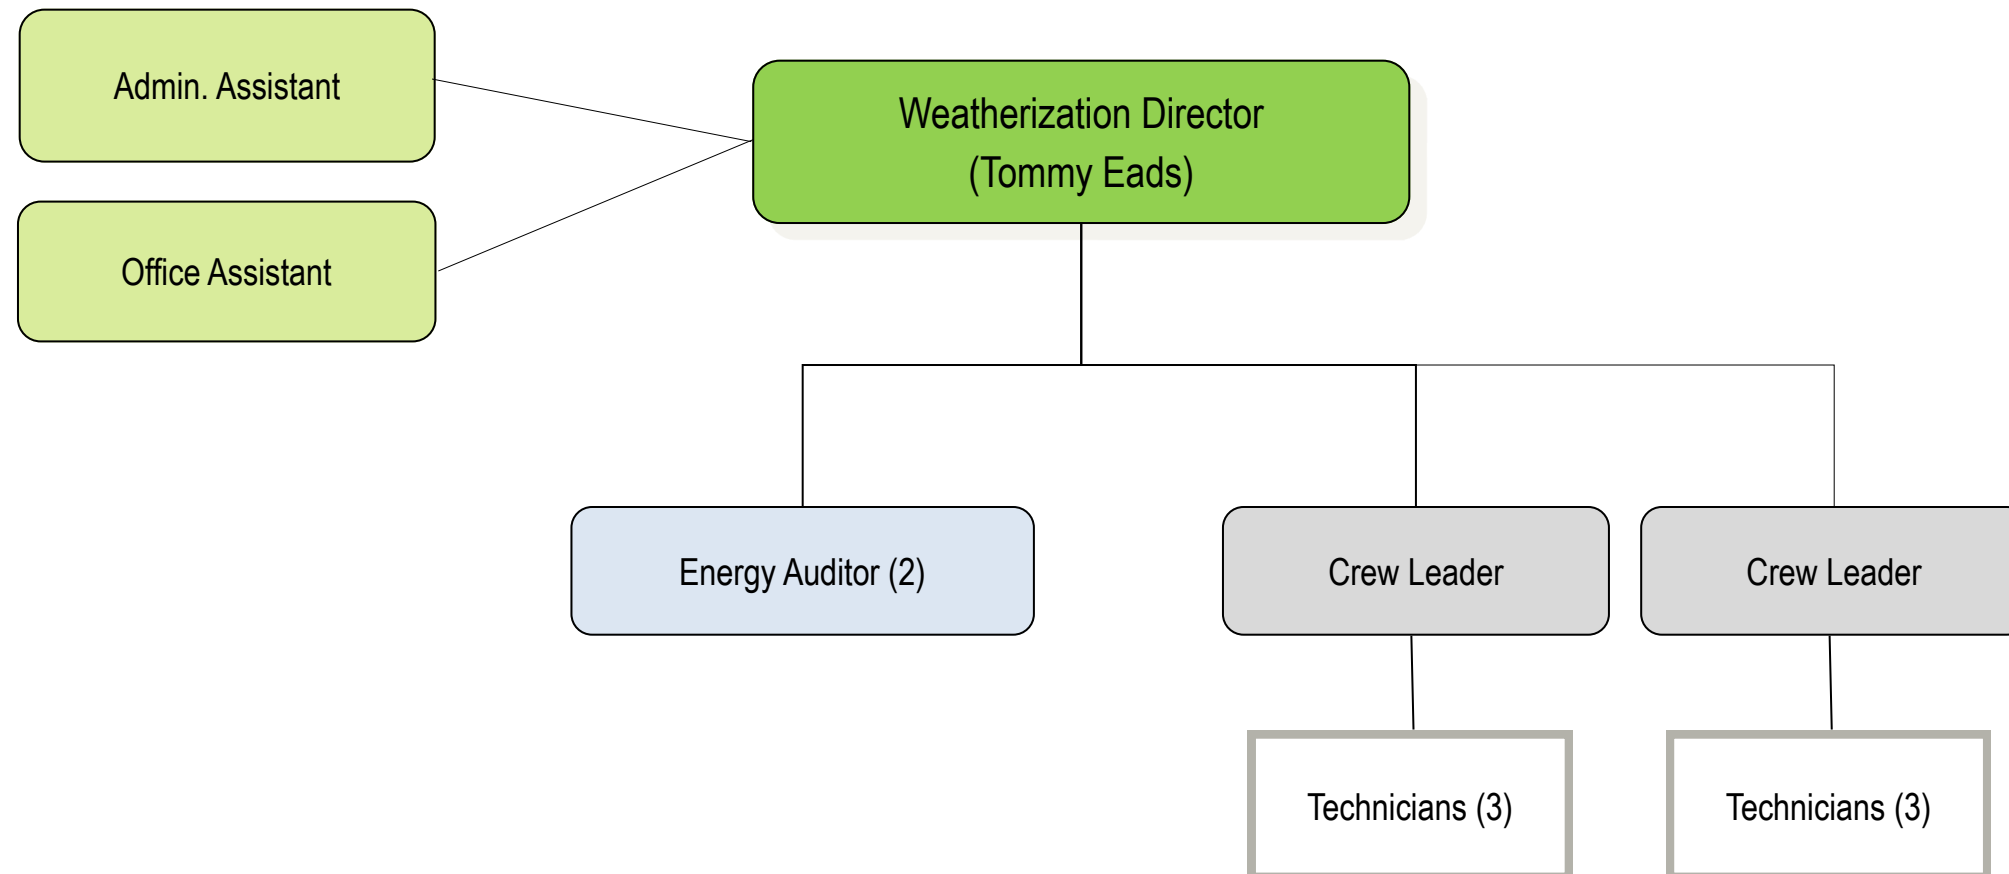 Admin. Assistant
Weatherization Director
(Tommy Eads)
Office Assistant
Energy Auditor (2)
Crew Leader
Crew Leader
Technicians (3)
Technicians (3)